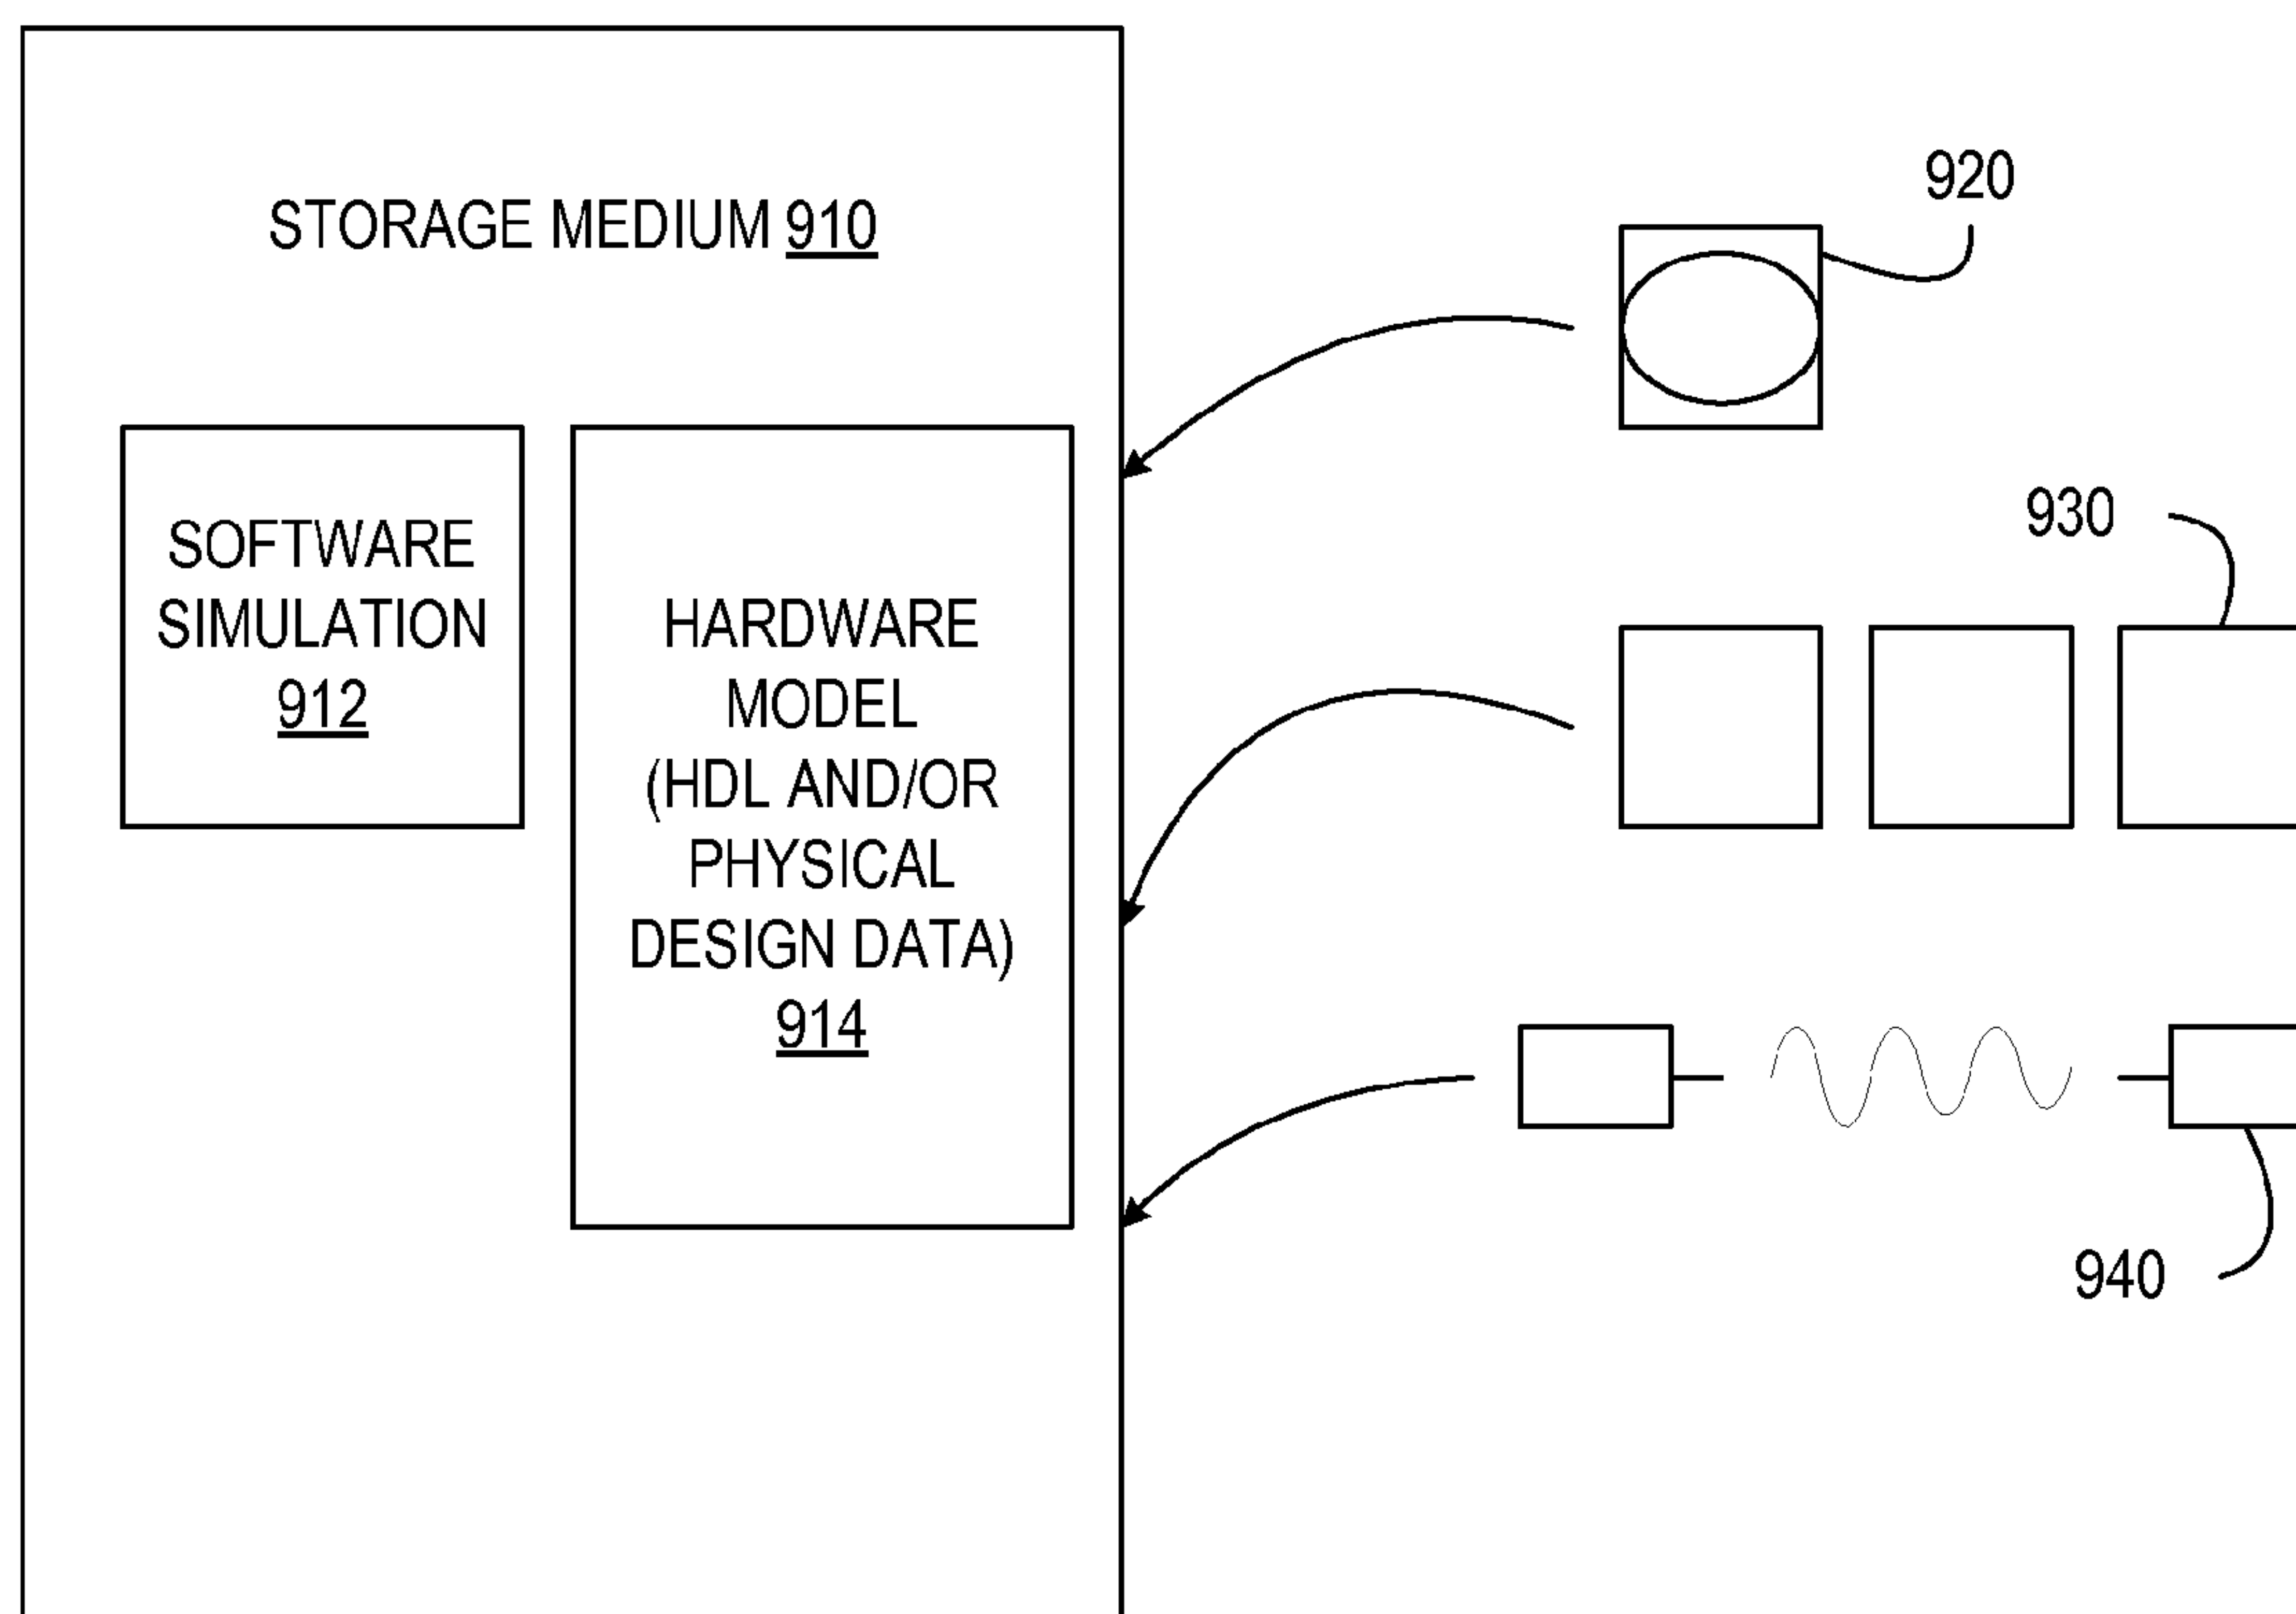 STORAGE MEDIUM 910
SOFTWARE
SIMULATION
912
HARDWARE
MODEL
(HDL AND/OR
PHYSICAL
DESIGN DATA)
914
920
930
940